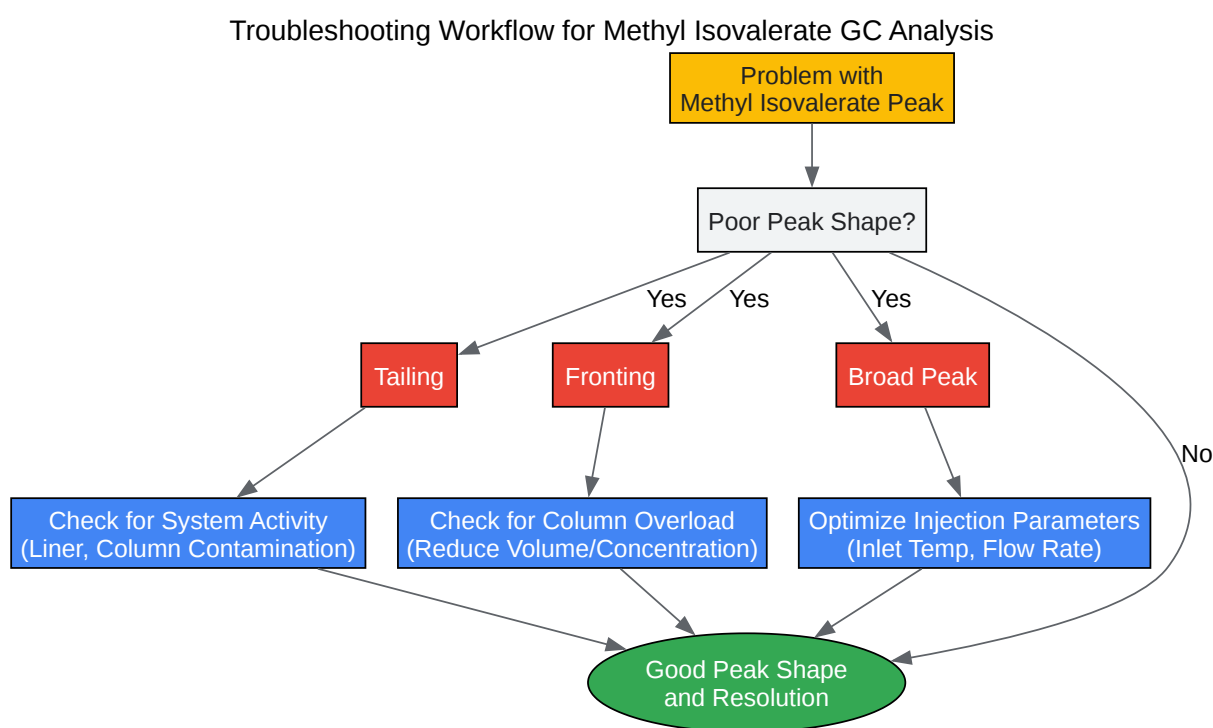 Troubleshooting Workflow for Methyl Isovalerate GC Analysis
Problem with
Methyl Isovalerate Peak
Poor Peak Shape?
Yes
Yes
Yes
Tailing
Fronting
Broad Peak
No
Check for System Activity
(Liner, Column Contamination)
Check for Column Overload
(Reduce Volume/Concentration)
Optimize Injection Parameters
(Inlet Temp, Flow Rate)
Good Peak Shape
and Resolution